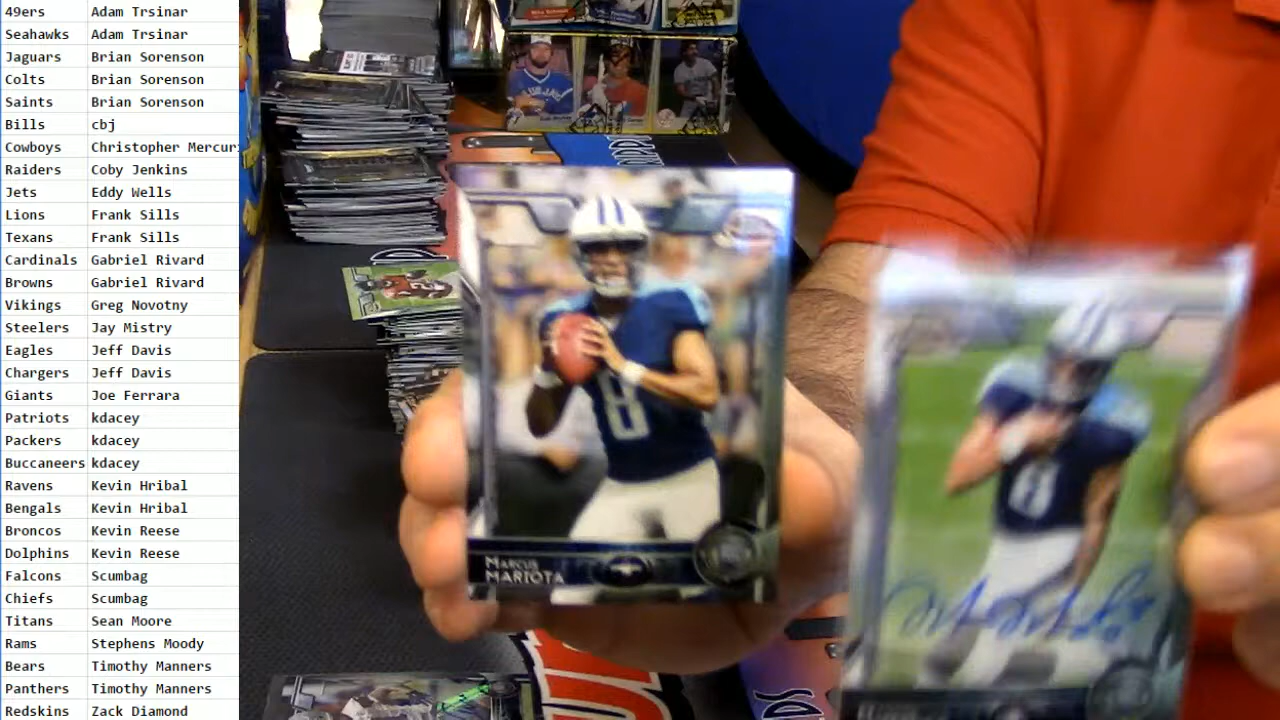 49ers Adam Trsinar
Seahawks Adam Trsinar
Jaguars Brian Sorenson
Colts Brian Sorenson
Saints Brian Sorenson
Bills cbj
Cowboys Christopher Mercur
Raiders Coby Jenkins
Jets Eddy Wells
Lions Frank Sills
Texans Frank Sills
Cardinals Gabriel Rivard
Browns Gabriel Rivard
Vikings Greg Novotny
Steelers Jay Mistry
Eagles Jeff Davis
Chargers Jeff Davis
Giants Joe Ferrara
Patriots kdacey
Packers kdacey
Buccaneers kdacey
Ravens Kevin Hribal
Bengals Kevin Hribal
Broncos Kevin Reese
Dolphins Kevin Reese
Falcons Scumbag
Chiefs Scumbag
Titans Sean Moore
Rams Stephens Moody
Bears Timothy Manners
Panthers Timothy Manners
Redskins Zack Diamond
8
MARCUS
MARIOTA
8